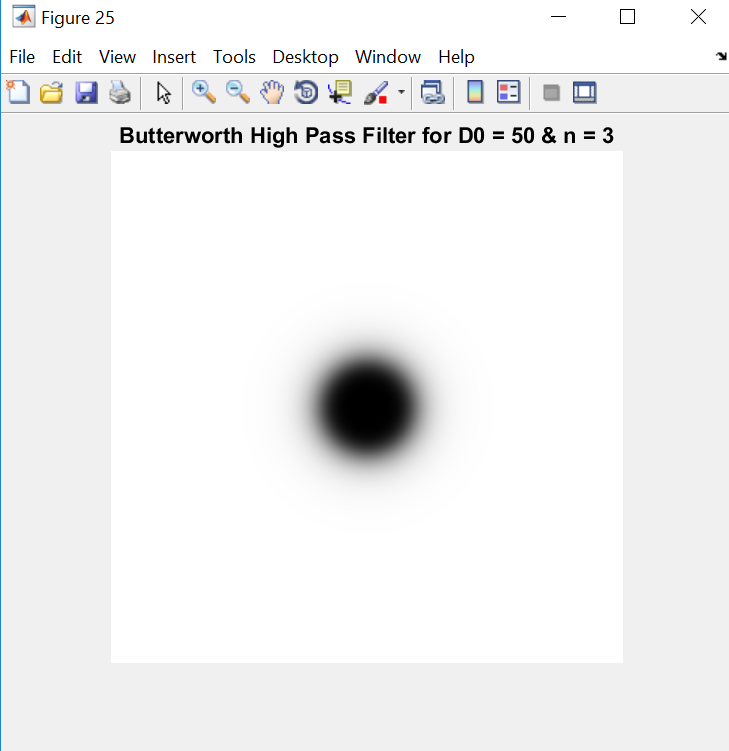 Figure 25
File Edit View Insert Tools Desktop Window Help
Butterworth High Pass Filter for D0 = 50 & n = 3